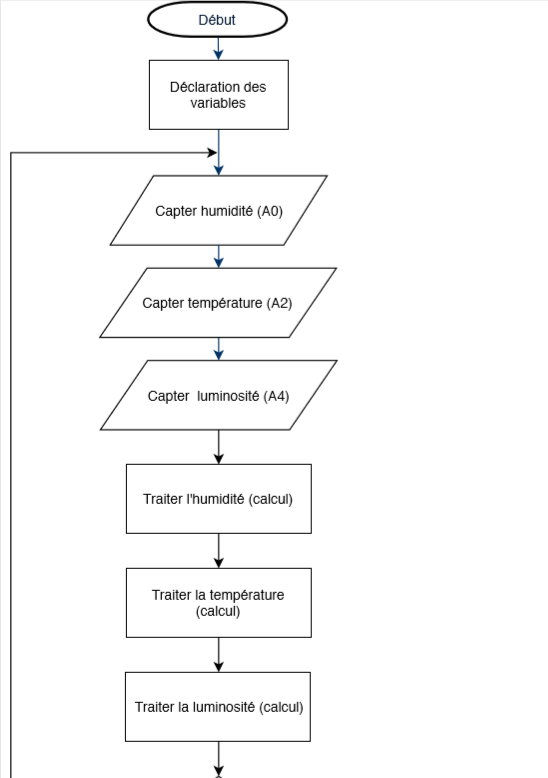 Début
Déclaration des
variables
Capter humidité (A0)
Capter température (A2)
Capter  luminosité (A4)
Traiter l'humidité (calcul)
Traiter la température
(calcul)
Traiter la luminosité (calcul)